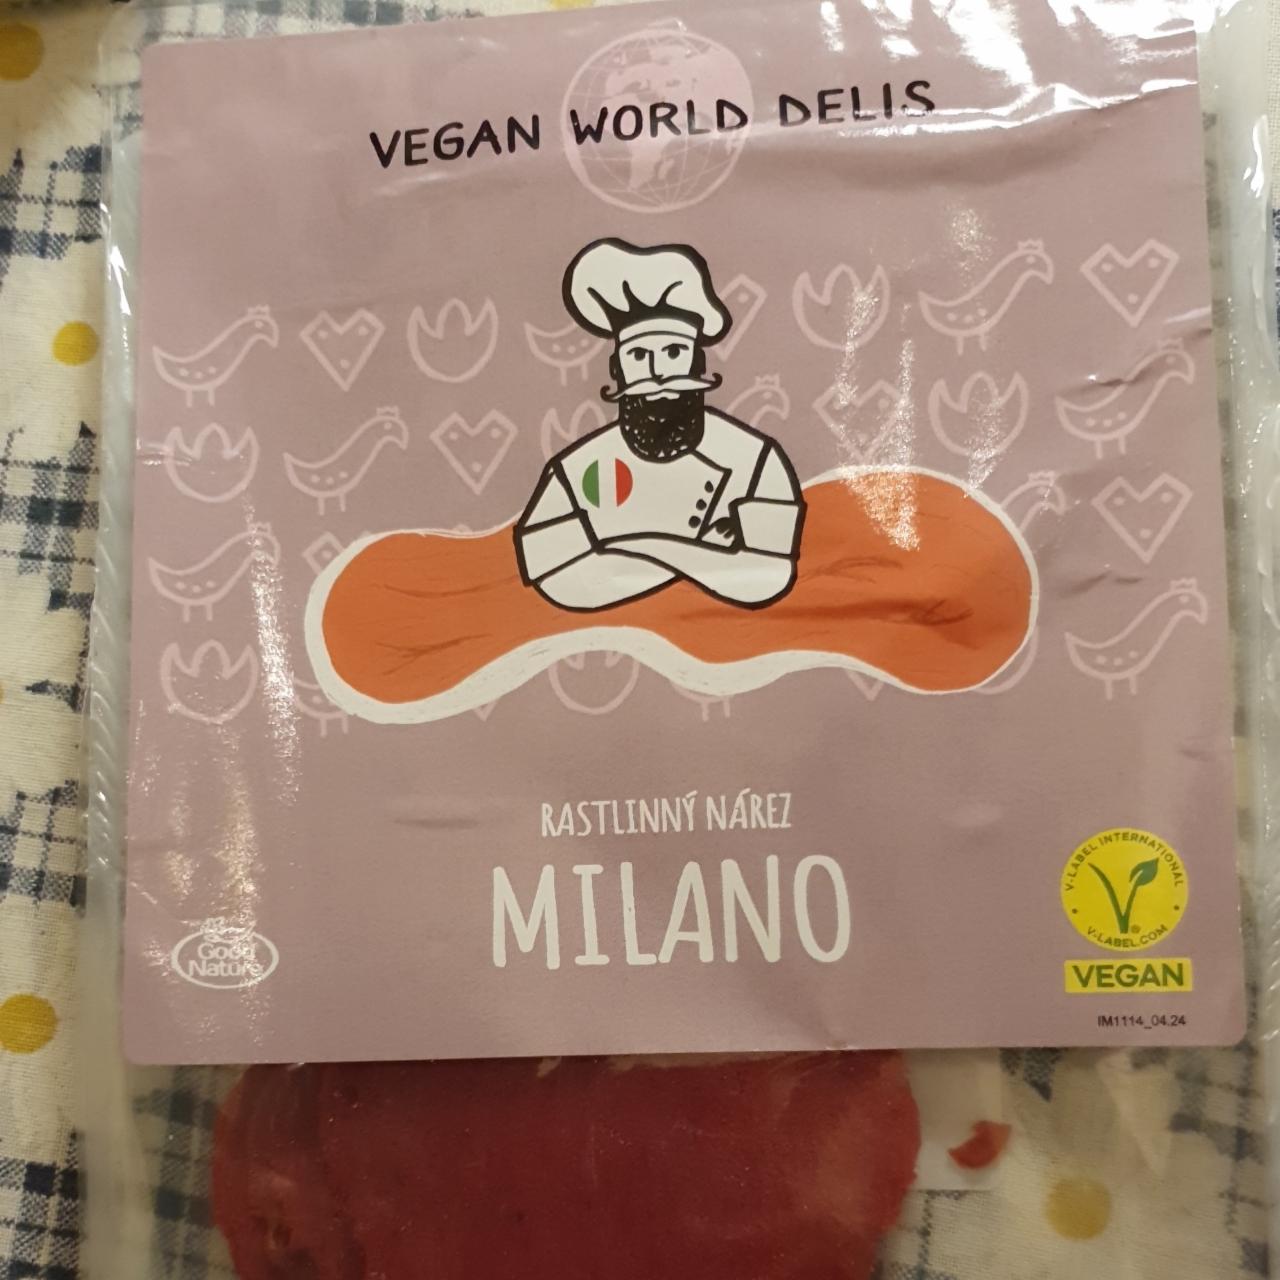 VEGAN WORLD DELIS
RASTLINNÝ NÁREZ
MILANO
Good
Nature
V-LABEL INTERNATIONAL
V-LABEL.COM
VEGAN
IM1114_04.24